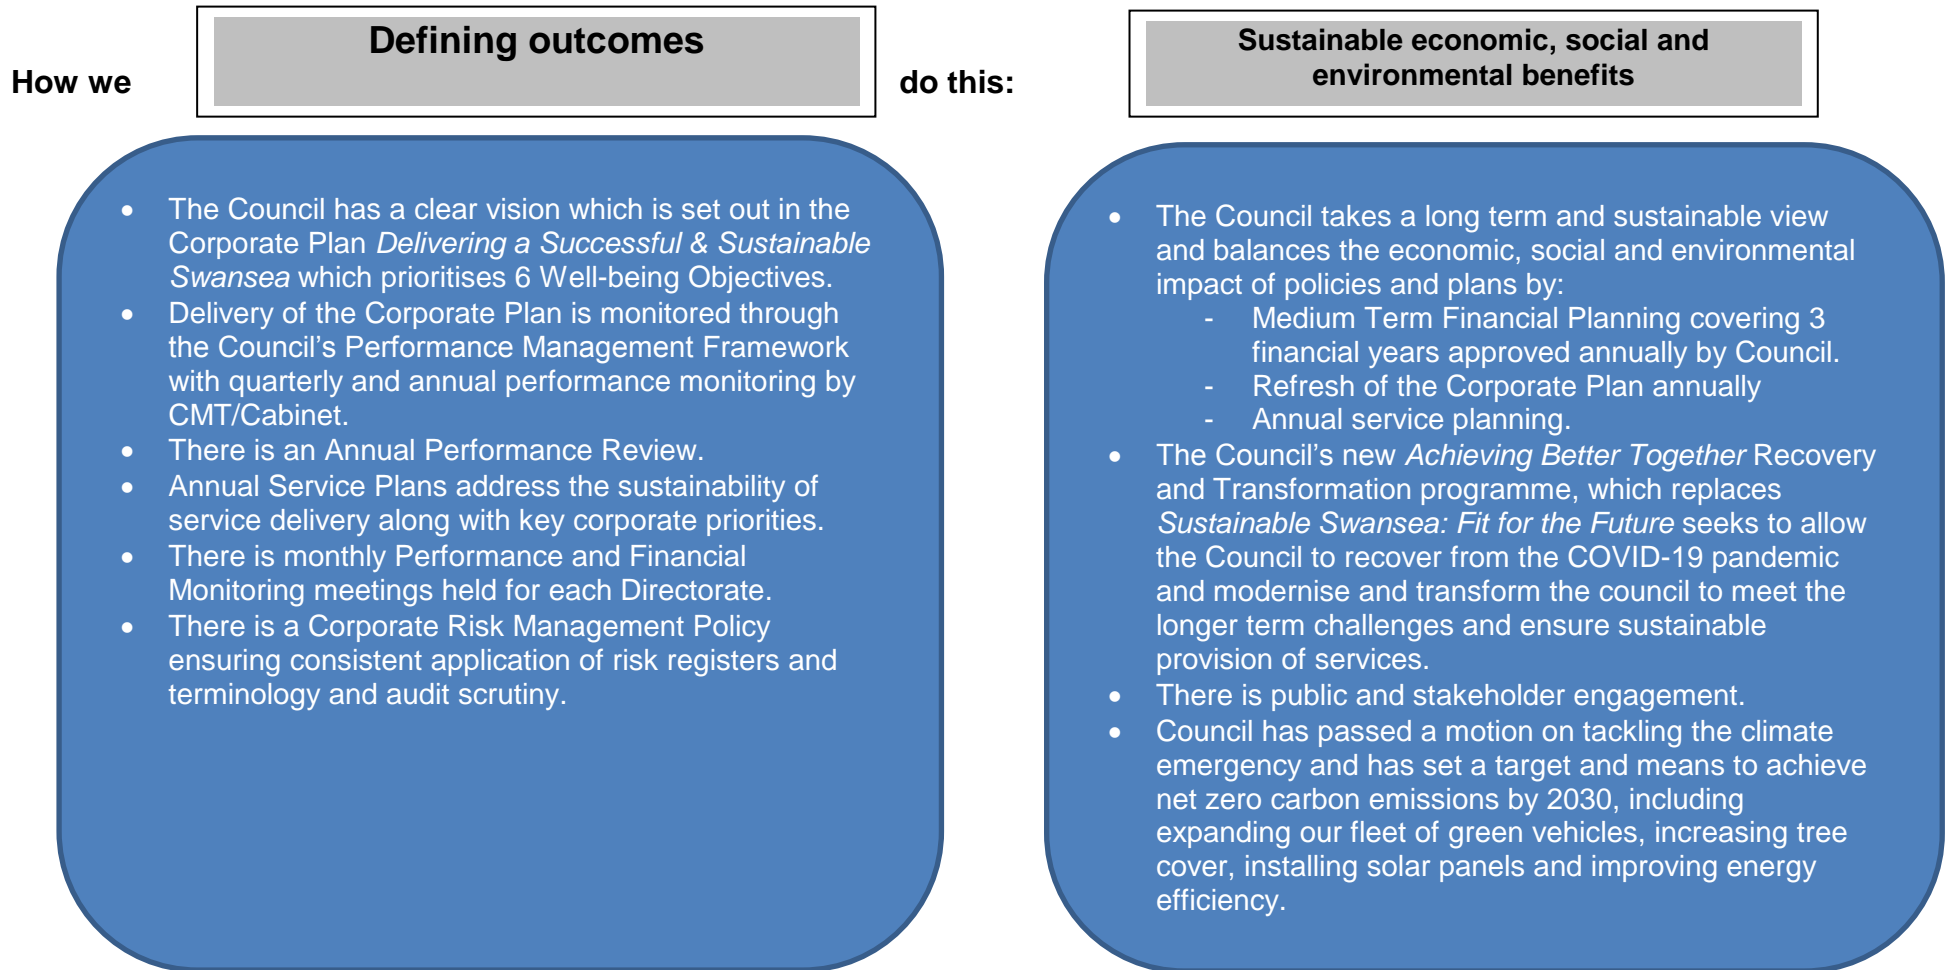 How we
Defining outcomes
do this:
Sustainable economic, social and
environmental benefits
• The Council has a clear vision which is set out in the
Corporate Plan Delivering a Successful & Sustainable
Swansea which prioritises 6 Well-being Objectives.
• Delivery of the Corporate Plan is monitored through
the Council’s Performance Management Framework
with quarterly and annual performance monitoring by
CMT/Cabinet.
• There is an Annual Performance Review.
• Annual Service Plans address the sustainability of
service delivery along with key corporate priorities.
• There is monthly Performance and Financial
Monitoring meetings held for each Directorate.
• There is a Corporate Risk Management Policy
ensuring consistent application of risk registers and
terminology and audit scrutiny.
• The Council takes a long term and sustainable view
and balances the economic, social and environmental
impact of policies and plans by:
- Medium Term Financial Planning covering 3
financial years approved annually by Council.
- Refresh of the Corporate Plan annually
- Annual service planning.
• The Council’s new Achieving Better Together Recovery
and Transformation programme, which replaces
Sustainable Swansea: Fit for the Future seeks to allow
the Council to recover from the COVID-19 pandemic
and modernise and transform the council to meet the
longer term challenges and ensure sustainable
provision of services.
• There is public and stakeholder engagement.
• Council has passed a motion on tackling the climate
emergency and has set a target and means to achieve
net zero carbon emissions by 2030, including
expanding our fleet of green vehicles, increasing tree
cover, installing solar panels and improving energy
efficiency.